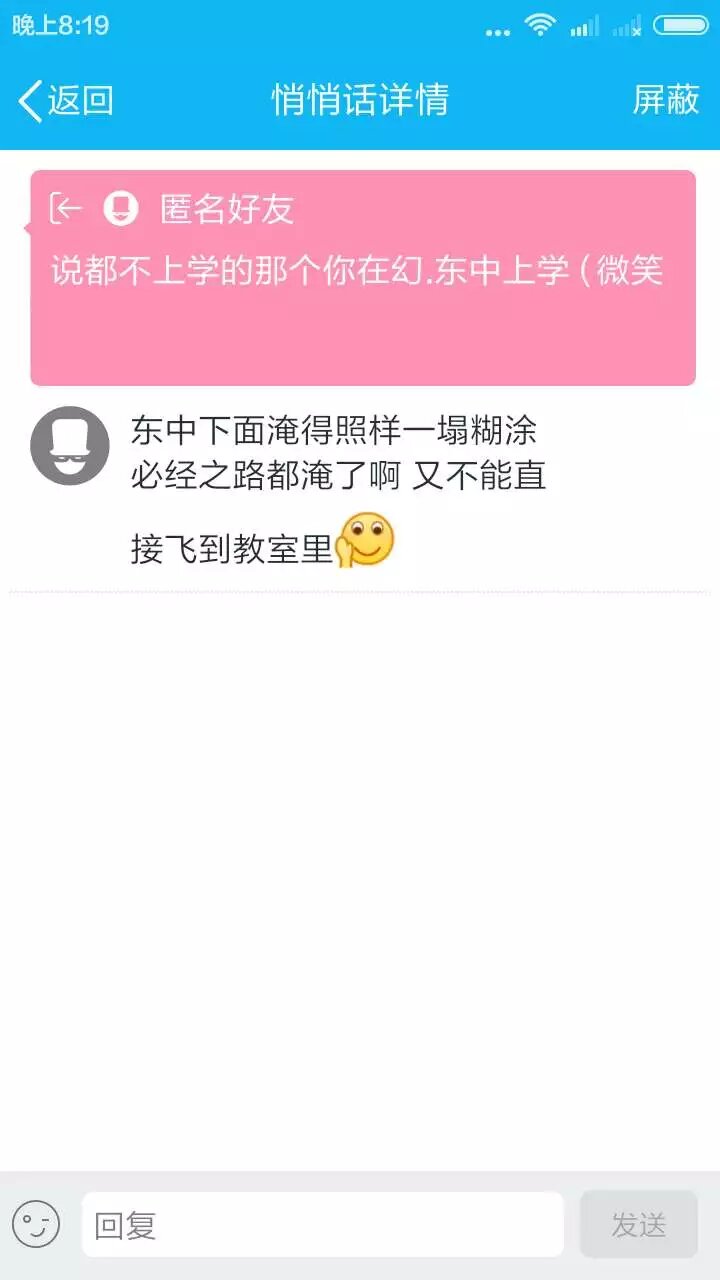 晚上8:19
返回
悄悄话详情
屏蔽
匿名好友
说都不上学的那个你在幻.东中上学(微笑
东中下面淹得照样一塌糊涂
必经之路都淹了啊 又不能直
接飞到教室里
回复
发送